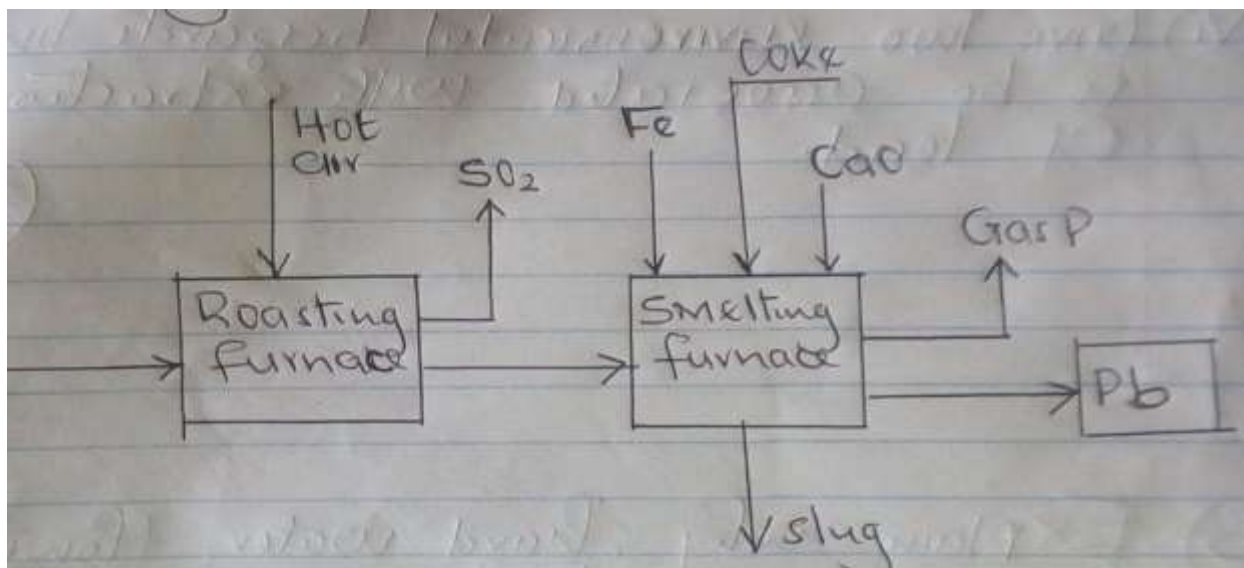 COKE
Hot
air
Fe
CaO
SO₂
Gas P
Roasting
furnace
Smelting
furnace
Pb
slug